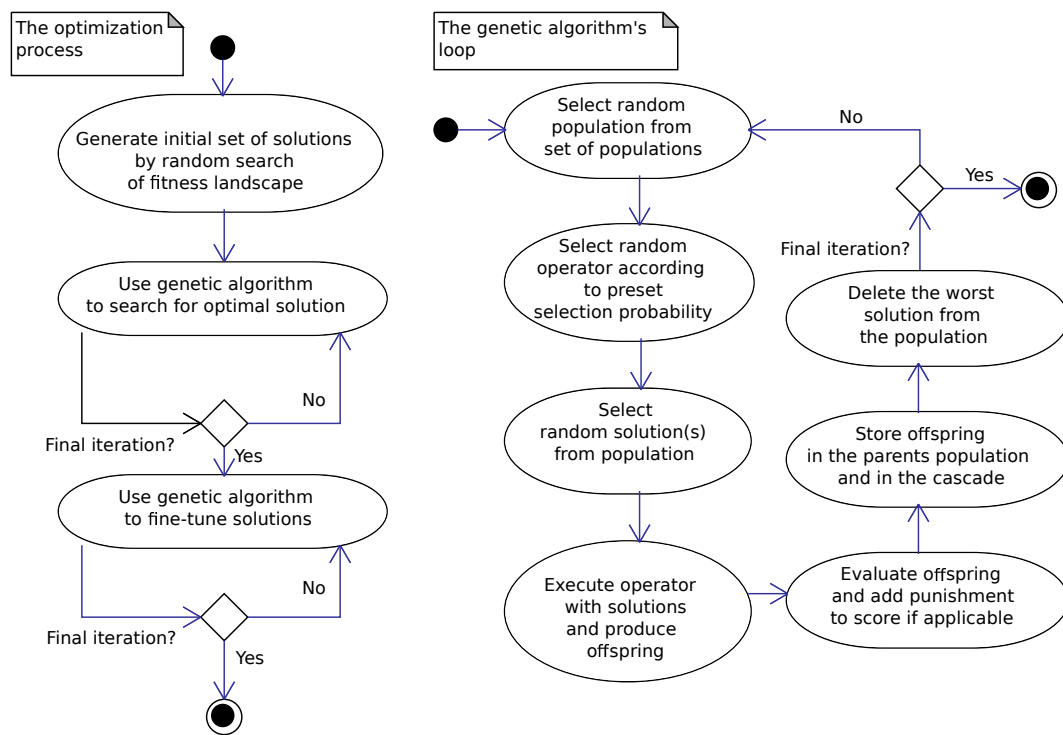 The optimization
process
Generate initial set of solutions
by random search
of fitness landscape
Use genetic algorithm
to search for optimal solution
No
Final iteration?
Yes
Use genetic algorithm
to fine-tune solutions
No
Final iteration?
Yes
The genetic algorithm's
loop
Select random
population from
set of populations
Select random
operator according
to preset
selection probability
Select
random solution(s)
from population
Execute operator
with solutions
and produce
offspring
Evaluate offspring
and add punishment
to score if applicable
Store offspring
in the parents population
and in the cascade
Delete the worst
solution from
the population
Final iteration?
No
Yes